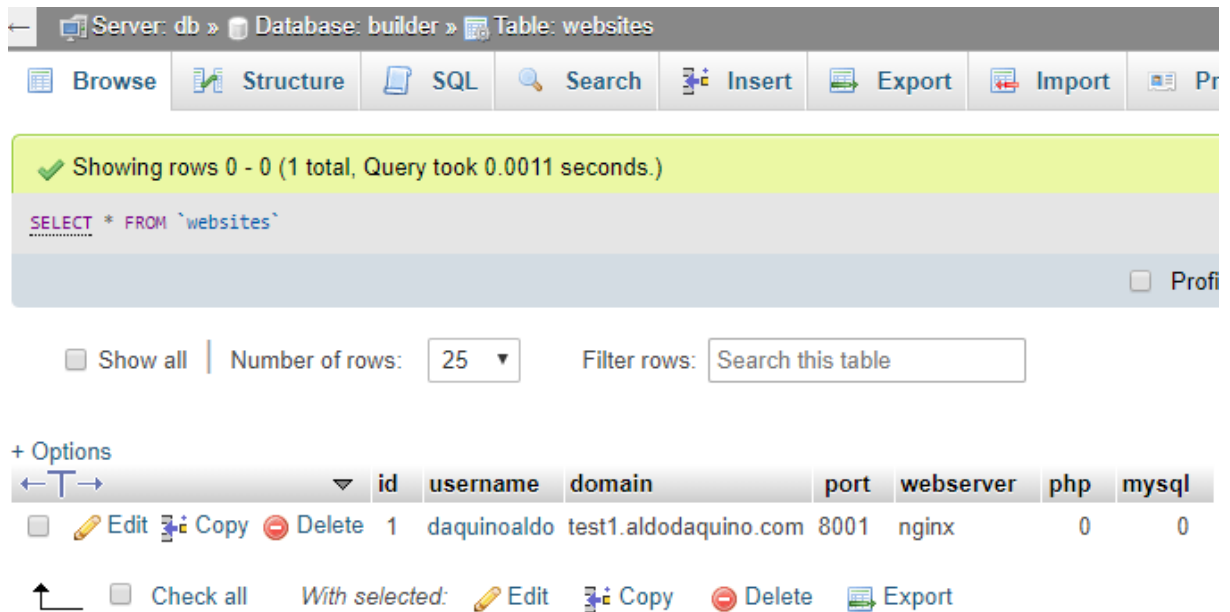 Server: db » Database: builder » Table: websites
Browse Structure SQL Search Insert Export Import Pr
Showing rows 0 - 0 (1 total, Query took 0.0011 seconds.)
SELECT * FROM `websites`
Profi
Show all | Number of rows: 25 Filter rows: Search this table
+ Options
id username domain port webserver php mysql
Edit Copy Delete 1 daquinoaldo test1.aldodaquino.com 8001 nginx 0 0
Check all With selected: Edit Copy Delete Export